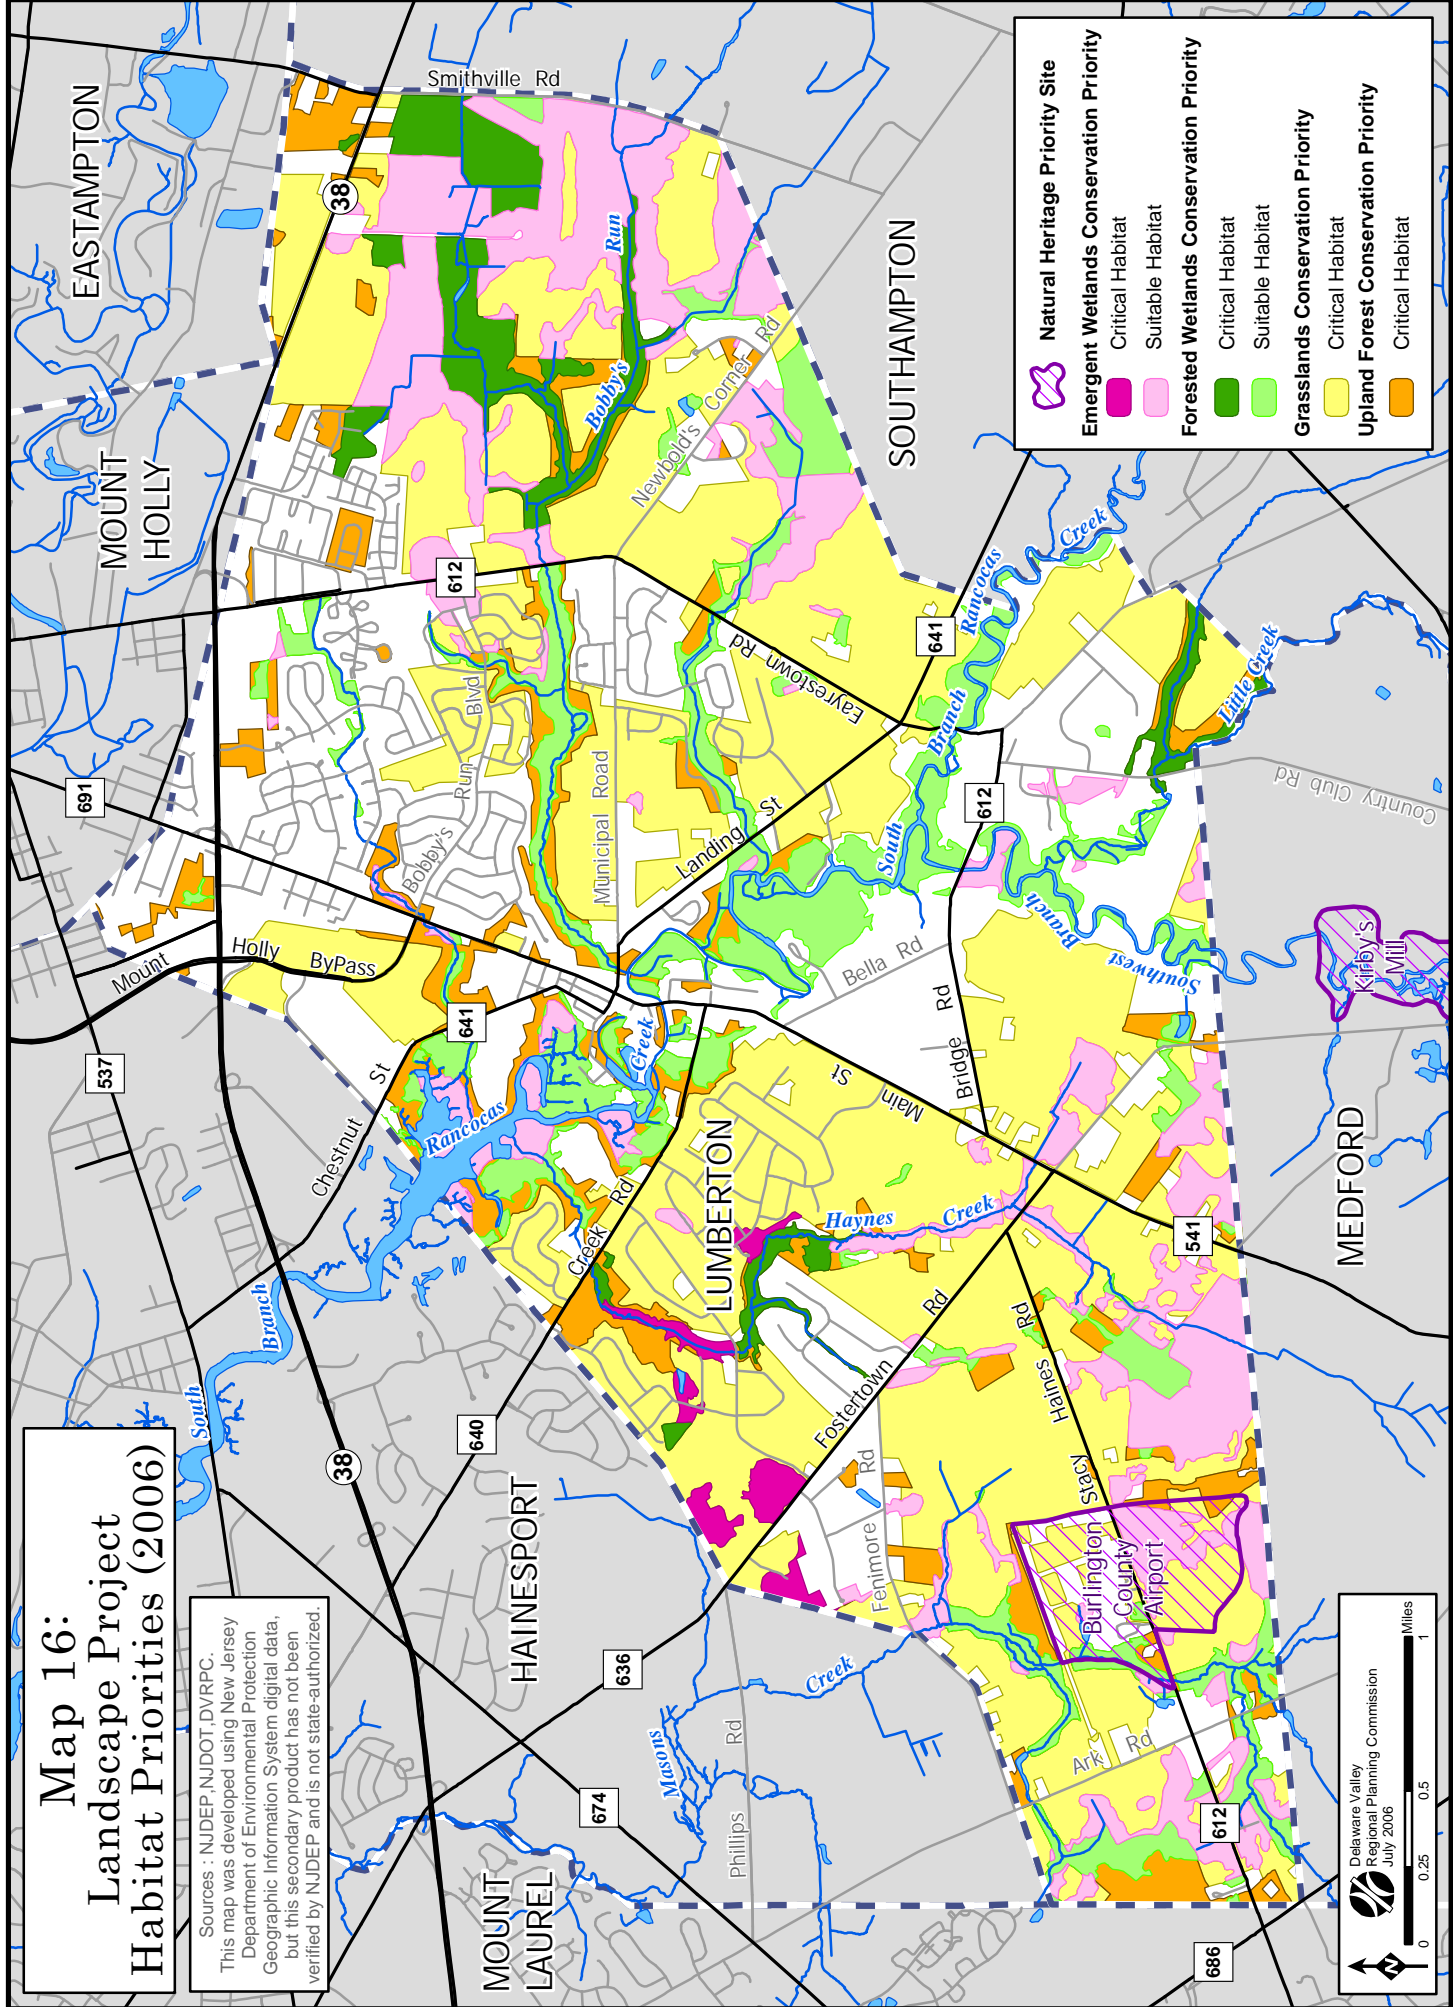 Map 16:
Landscape Project
Habitat Priorities (2006)
Sources : NJDEP,NJDOT,DVRPC.
This map was developed using New Jersey
Department of Environmental Protection
Geographic Information System digital data,
but this secondary product has not been
verified by NJDEP and is not state-authorized.
Natural Heritage Priority Site
Emergent Wetlands Conservation Priority
Critical Habitat
Suitable Habitat
Forested Wetlands Conservation Priority
Critical Habitat
Suitable Habitat
Grasslands Conservation Priority
Critical Habitat
Upland Forest Conservation Priority
Critical Habitat
Delaware Valley
Regional Planning Commission
July 2006
N
0
0.25
0.5
1
Miles
EASTAMPTON
MOUNT
HOLLY
SOUTHAMPTON
LUMBERTON
HAINESPORT
MOUNT
LAUREL
MEDFORD
Kirby's
Mill
Burlington
County
Airport
Smithville Rd
Newbold's Corner Rd
Eayrestown Rd
Municipal Road
Bobby's Run Blvd
Landing St
Bella Rd
Bridge Rd
Main St
Mount Holly ByPass
Chestnut St
Creek Rd
Fostertown Rd
Stacy Haines Rd
Fenimore Rd
Phillips Rd
Ark Rd
Country Club Rd
Bobby's Run
South Branch Rancocas Creek
South Branch Rancocas Creek
Southwest Branch
Little Creek
Haynes Creek
Masons Creek
38
38
612
612
612
641
641
691
537
640
636
674
686
541